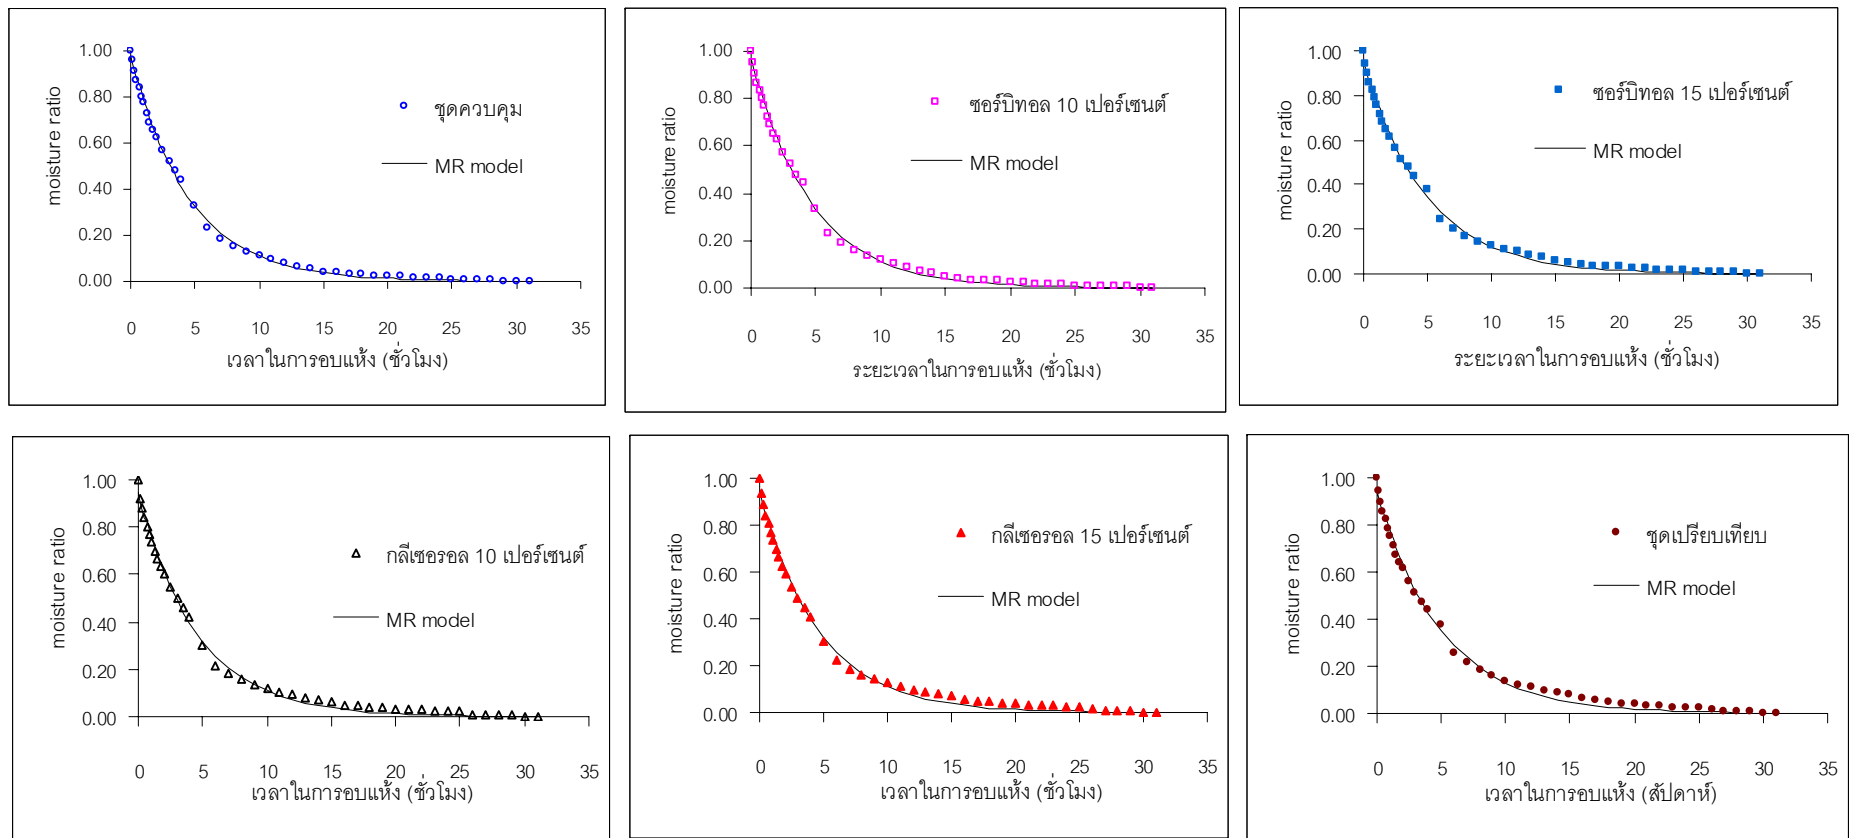 1.00
0.80
0.60
0.40
0.20
0.00
moisture ratio
ชุดควบคุม
MR model
0 5 10 15 20 25 30 35
เวลาในการอบแห้ง (ชั่วโมง)
1.00
0.80
0.60
0.40
0.20
0.00
moisture ratio
ซอร์บิทอล 10 เปอร์เซนต์
MR model
0 5 10 15 20 25 30 35
ระยะเวลาในการอบแห้ง (ชั่วโมง)
1.00
0.80
0.60
0.40
0.20
0.00
moisture ratio
ซอร์บิทอล 15 เปอร์เซนต์
MR model
0 5 10 15 20 25 30 35
ระยะเวลาในการอบแห้ง (ชั่วโมง)
1.00
0.80
0.60
0.40
0.20
0.00
moisture ratio
กลีเซอรอล 10 เปอร์เซนต์
MR model
0 5 10 15 20 25 30 35
เวลาในการอบแห้ง (ชั่วโมง)
1.00
0.80
0.60
0.40
0.20
0.00
moisture ratio
กลีเซอรอล 15 เปอร์เซนต์
MR model
0 5 10 15 20 25 30 35
เวลาในการอบแห้ง (ชั่วโมง)
1.00
0.80
0.60
0.40
0.20
0.00
moisture ratio
ชุดเปรียบเทียบ
MR model
0 5 10 15 20 25 30 35
เวลาในการอบแห้ง (สัปดาห์)